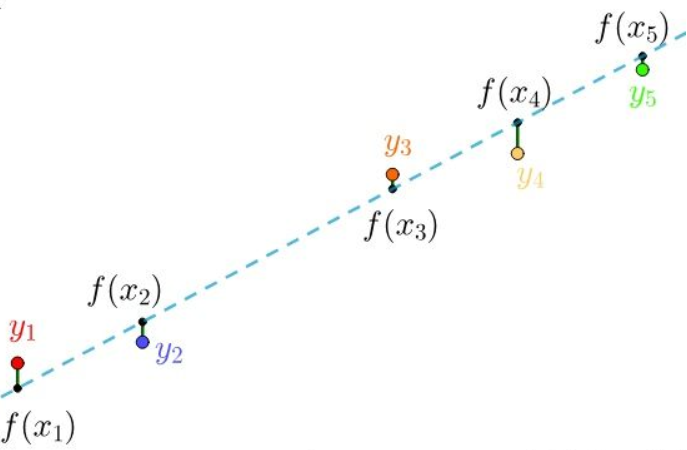 f(x₅)
f(x₄)
y₅
y₃
y₄
f(x₃)
f(x₂)
y₁
y₂
f(x₁)